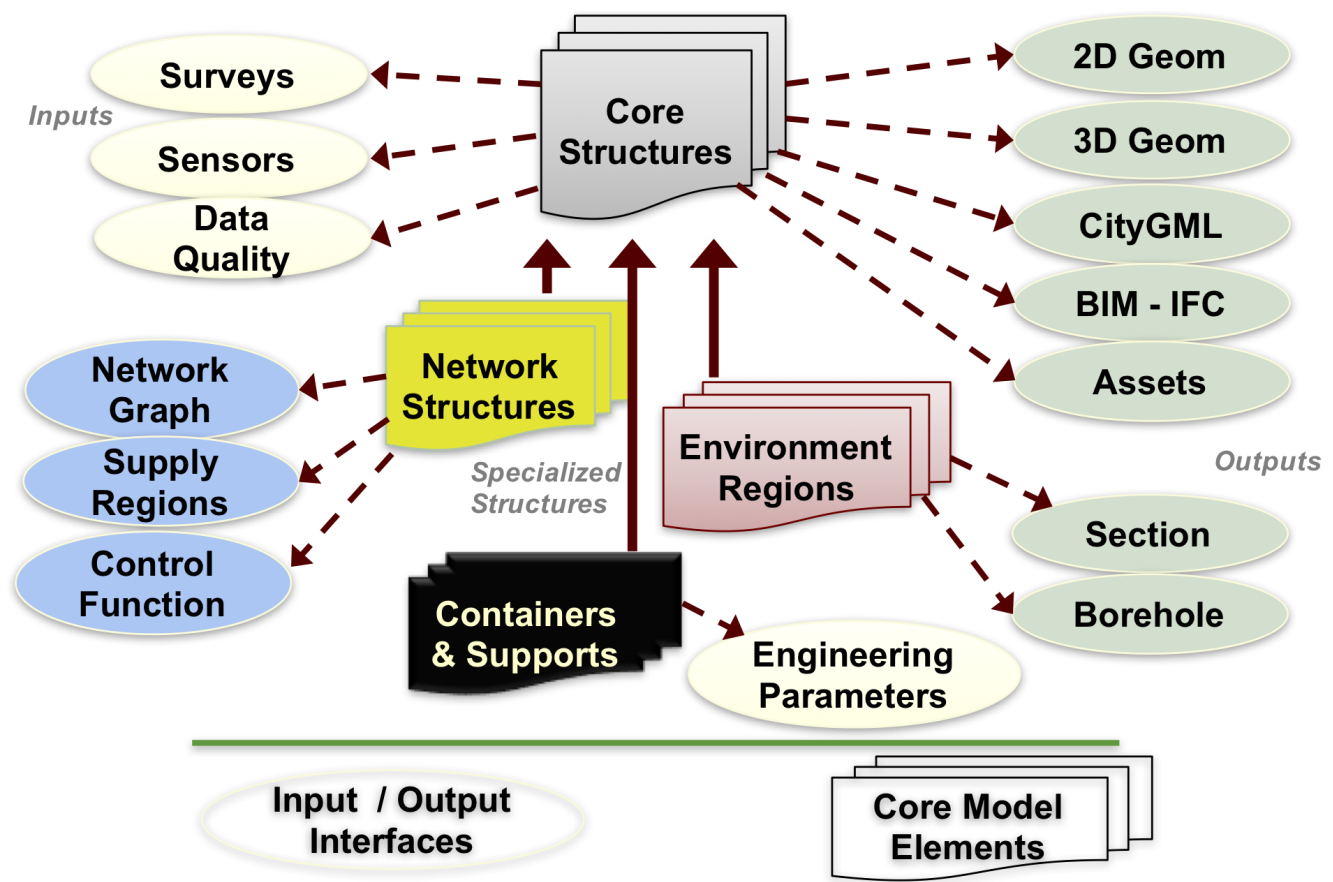 Inputs
Surveys
Sensors
Data
Quality
Core
Structures
2D Geom
3D Geom
CityGML
BIM - IFC
Assets
Network
Graph
Supply
Regions
Control
Function
Network
Structures
Specialized
Structures
Environment
Regions
Outputs
Section
Borehole
Containers
& Supports
Engineering
Parameters
Input / Output
Interfaces
Core Model
Elements